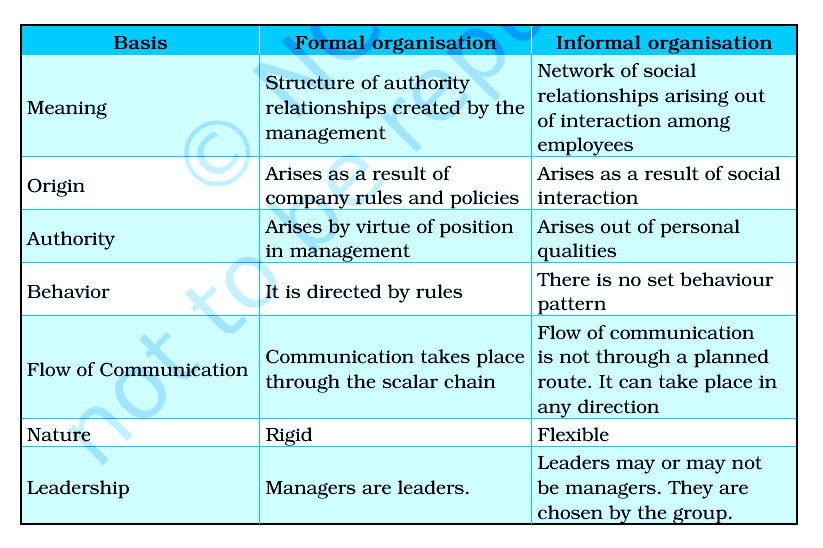 Basis
Formal organisation
Informal organisation
Meaning
Structure of authority
relationships created by the
management
Network of social
relationships arising out
of interaction among
employees
Origin
Arises as a result of
company rules and policies
Arises as a result of social
interaction
Authority
Arises by virtue of position
in management
Arises out of personal
qualities
Behavior
It is directed by rules
There is no set behaviour
pattern
Flow of Communication
Communication takes place
through the scalar chain
Flow of communication
is not through a planned
route. It can take place in
any direction
Nature
Rigid
Flexible
Leadership
Managers are leaders.
Leaders may or may not
be managers. They are
chosen by the group.
© NC
not to be repu